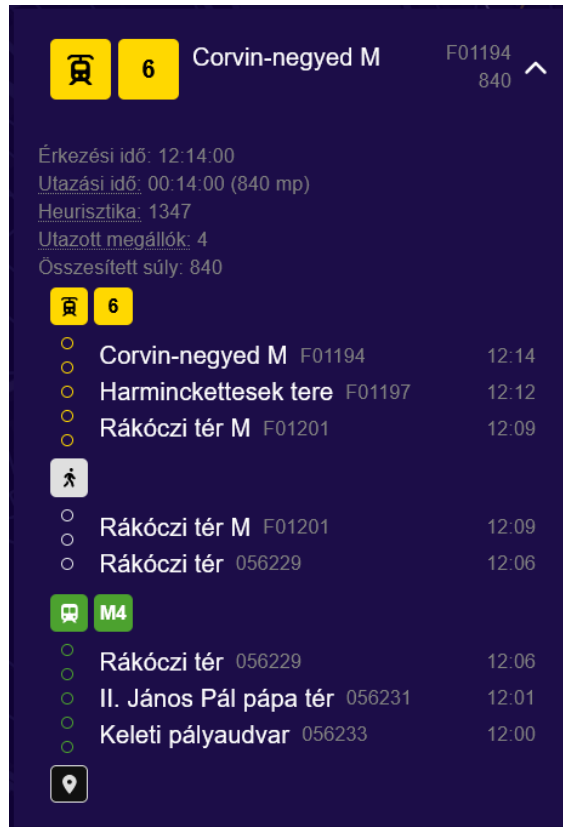 6 Corvin-negyed M F01194
840
Érkezési idő: 12:14:00
Utazási idő: 00:14:00 (840 mp)
Heurisztika: 1347
Utazott megállók: 4
Összesített súly: 840
6
Corvin-negyed M F01194 12:14
Harminckettesek tere F01197 12:12
Rákóczi tér M F01201 12:09
Rákóczi tér M F01201 12:09
Rákóczi tér 056229 12:06
M4
Rákóczi tér 056229 12:06
II. János Pál pápa tér 056231 12:01
Keleti pályaudvar 056233 12:00